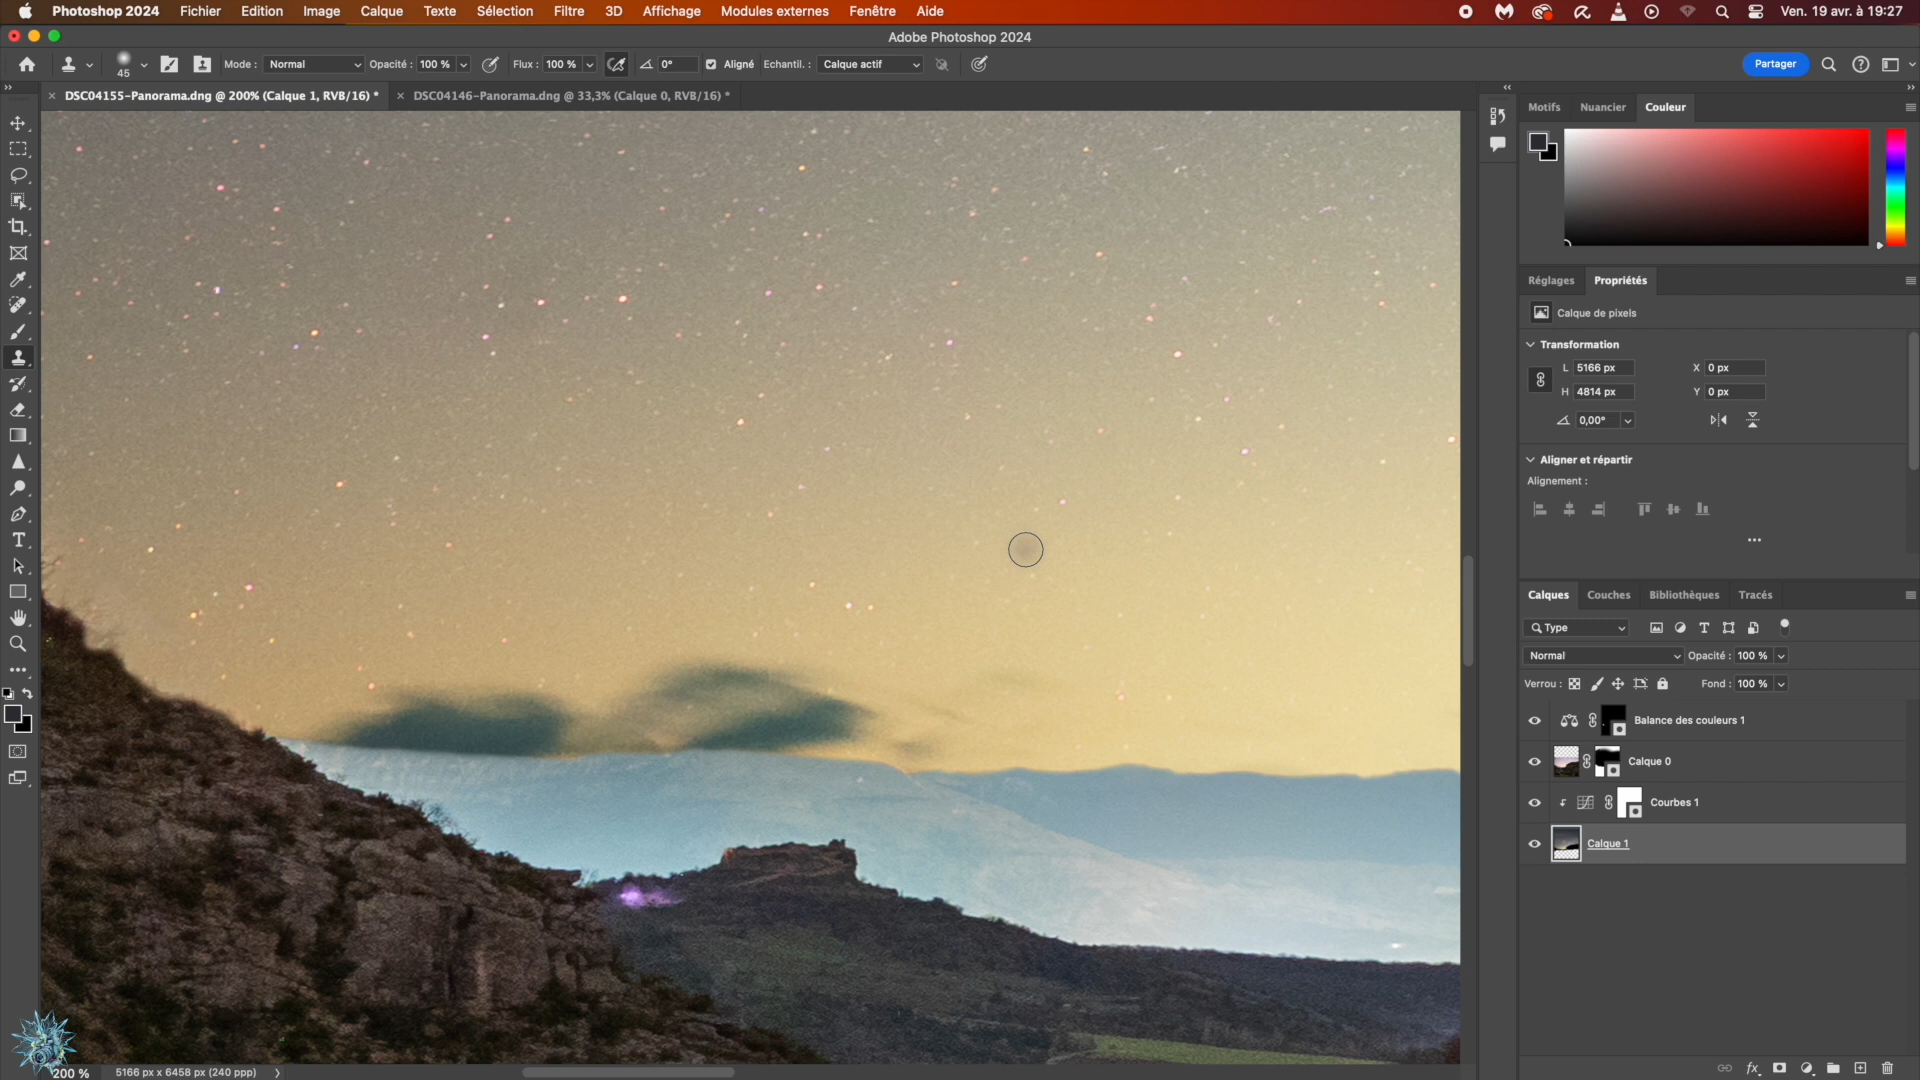 Photoshop 2024 Fichier Edition Image Calque Texte Sélection Filtre 3D Affichage Modules externes Fenêtre Aide Ven. 19 avr. à 19:27
Adobe Photoshop 2024
45 Mode : Normal Opacité : 100 % Flux : 100 % 0° Aligné Echantil. : Calque actif Partager
DSC04155-Panorama.dng @ 200% (Calque 1, RVB/16) * DSC04146-Panorama.dng @ 33,3% (Calque 0, RVB/16) *
Motifs Nuancier Couleur
Réglages Propriétés
Calque de pixels
Transformation
L 5166 px X 0 px
H 4814 px Y 0 px
0,00°
Aligner et répartir
Alignement :
Calques Couches Bibliothèques Tracés
Type
Normal Opacité : 100 %
Verrou : Fond : 100 %
Balance des couleurs 1
Calque 0
Courbes 1
Calque 1
200 % 5166 px x 6458 px (240 ppp)